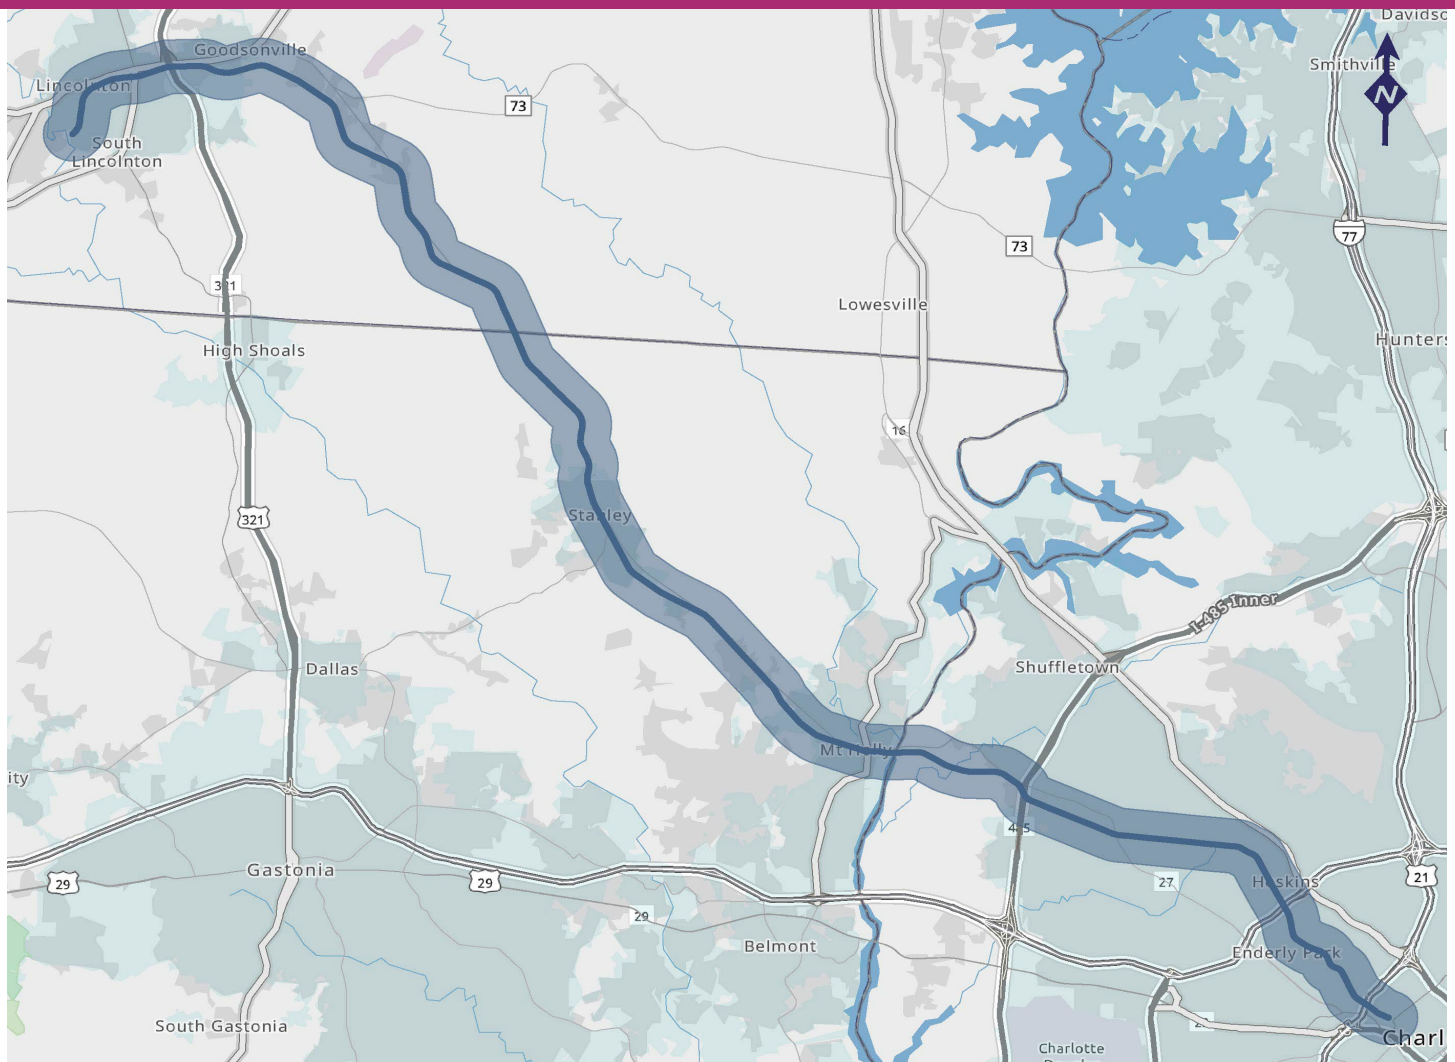 Davidso
Goodsonville
Smithville
Lincolnton
N
73
South
Lincolnton
77
73
321
Lowesville
Hunters
High Shoals
16
321
Stanley
I-485 Inner
Shuffletown
Dallas
Mt Holly
ity
485
Gastonia
29
29
27
Hoskins
21
29
Belmont
Enderly Park
South Gastonia
Charl
Charlotte